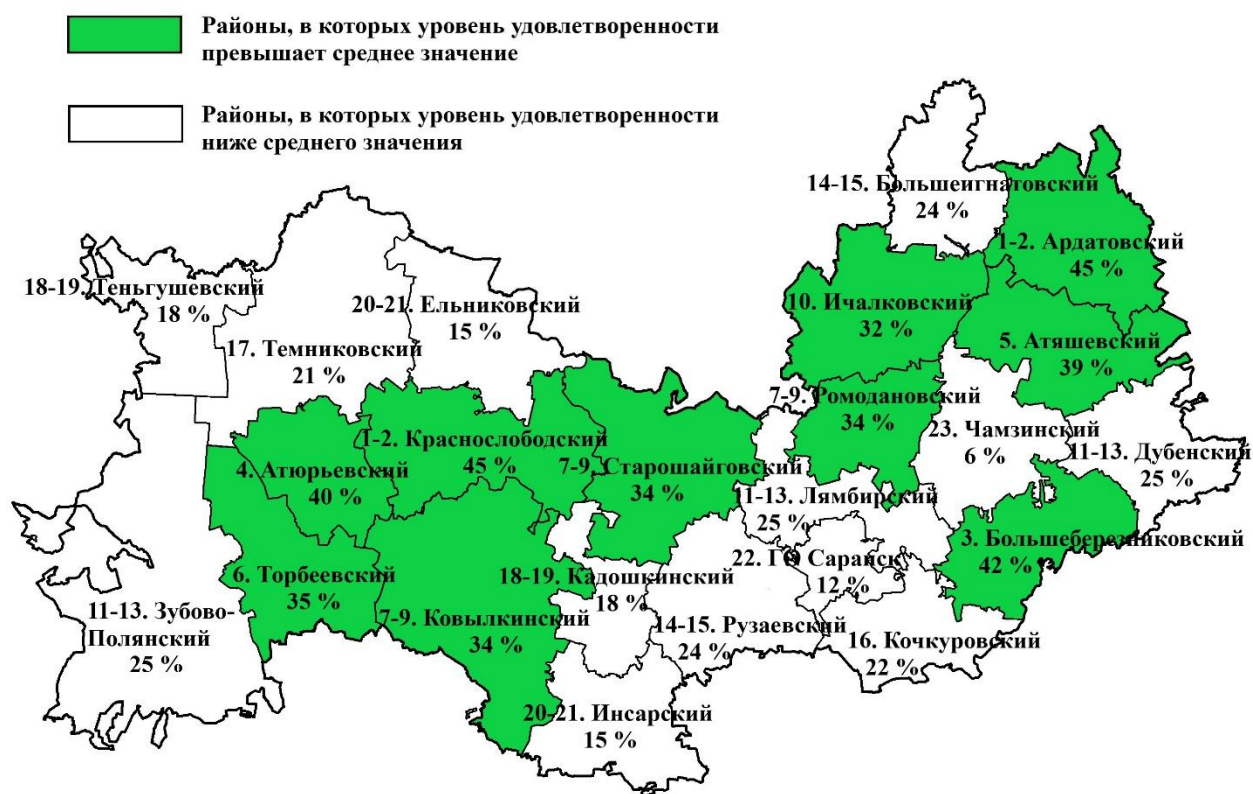 Районы, в которых уровень удовлетворенности
превышает среднее значение
Районы, в которых уровень удовлетворенности
ниже среднего значения
14-15. Большеигнатовский
24 %
1-2. Ардатовский
45 %
18-19. Теньгушевский
18 %
20-21. Ельниковский
15 %
10. Ичалковский
32 %
17. Темниковский
21 %
5. Атяшевский
39 %
7-9. Ромодановский
34 %
23. Чамзинский
6 %
1-2. Краснослободский
45 %
4. Атюрьевский
40 %
7-9. Старошайговский
34 %
11-13. Дубенский
25 %
11-13. Лямбирский
25 %
3. Большеберезниковский
42 %
22. ГО Саранск
12 %
6. Торбеевский
35 %
18-19. Кадошкинский
18 %
11-13. Зубово-
Полянский
25 %
7-9. Ковылкинский
34 %
14-15. Рузаевский
24 %
16. Кочкуровский
22 %
20-21. Инсарский
15 %